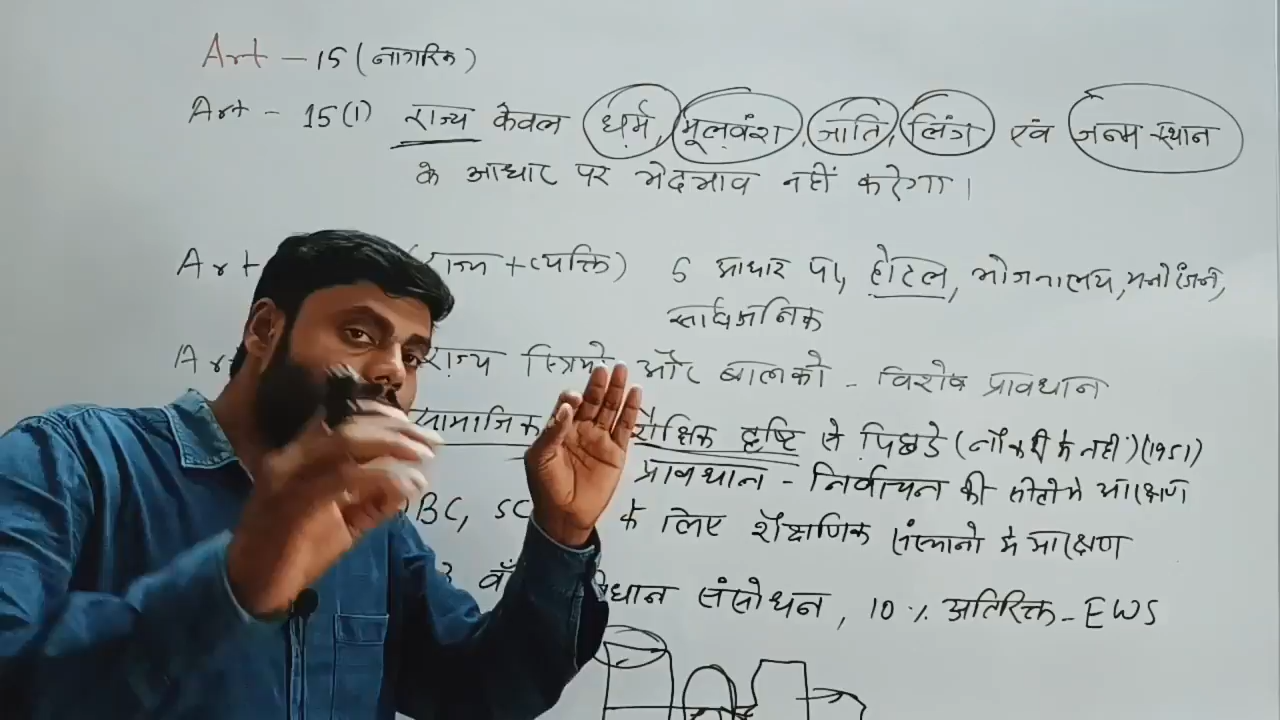 Art - 15 (नागरिक)
Art - 15(1) राज्य केवल धर्म, मूलवंश, जाति, लिंग एवं जन्म-स्थान
के आधार पर भेदभाव नहीं करेगा।
Art (राज्य + व्यक्ति) 5 आधार पर, होटल, भोजनालय, मनोरंजन,
सार्वजनिक
राज्य स्त्रियो और बालको - विशेष प्रावधान
सामाजिक शैक्षिक दृष्टि से पिछडे (नौकरी के नहीं) (1951)
प्रावधान - निर्वाचन की सीटो मे आरक्षण
OBC, SC के लिए शैक्षणिक संस्थानो मे आरक्षण
वाँ संसोधन, 10% अतिरिक्त - EWS